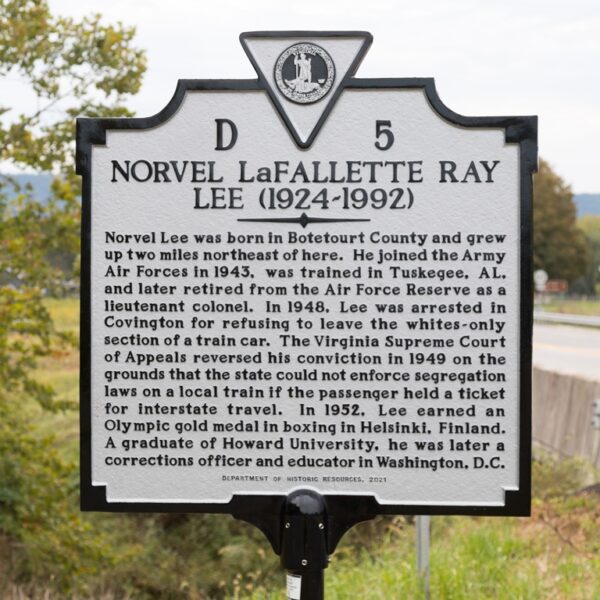 D 5
NORVEL LaFALLETTE RAY
LEE (1924-1992)
Norvel Lee was born in Botetourt County and grew
up two miles northeast of here. He joined the Army
Air Forces in 1943, was trained in Tuskegee, AL,
and later retired from the Air Force Reserve as a
lieutenant colonel. In 1948, Lee was arrested in
Covington for refusing to leave the whites-only
section of a train car. The Virginia Supreme Court
of Appeals reversed his conviction in 1949 on the
grounds that the state could not enforce segregation
laws on a local train if the passenger held a ticket
for interstate travel. In 1952, Lee earned an
Olympic gold medal in boxing in Helsinki, Finland.
A graduate of Howard University, he was later a
corrections officer and educator in Washington, D.C.
DEPARTMENT OF HISTORIC RESOURCES, 2021